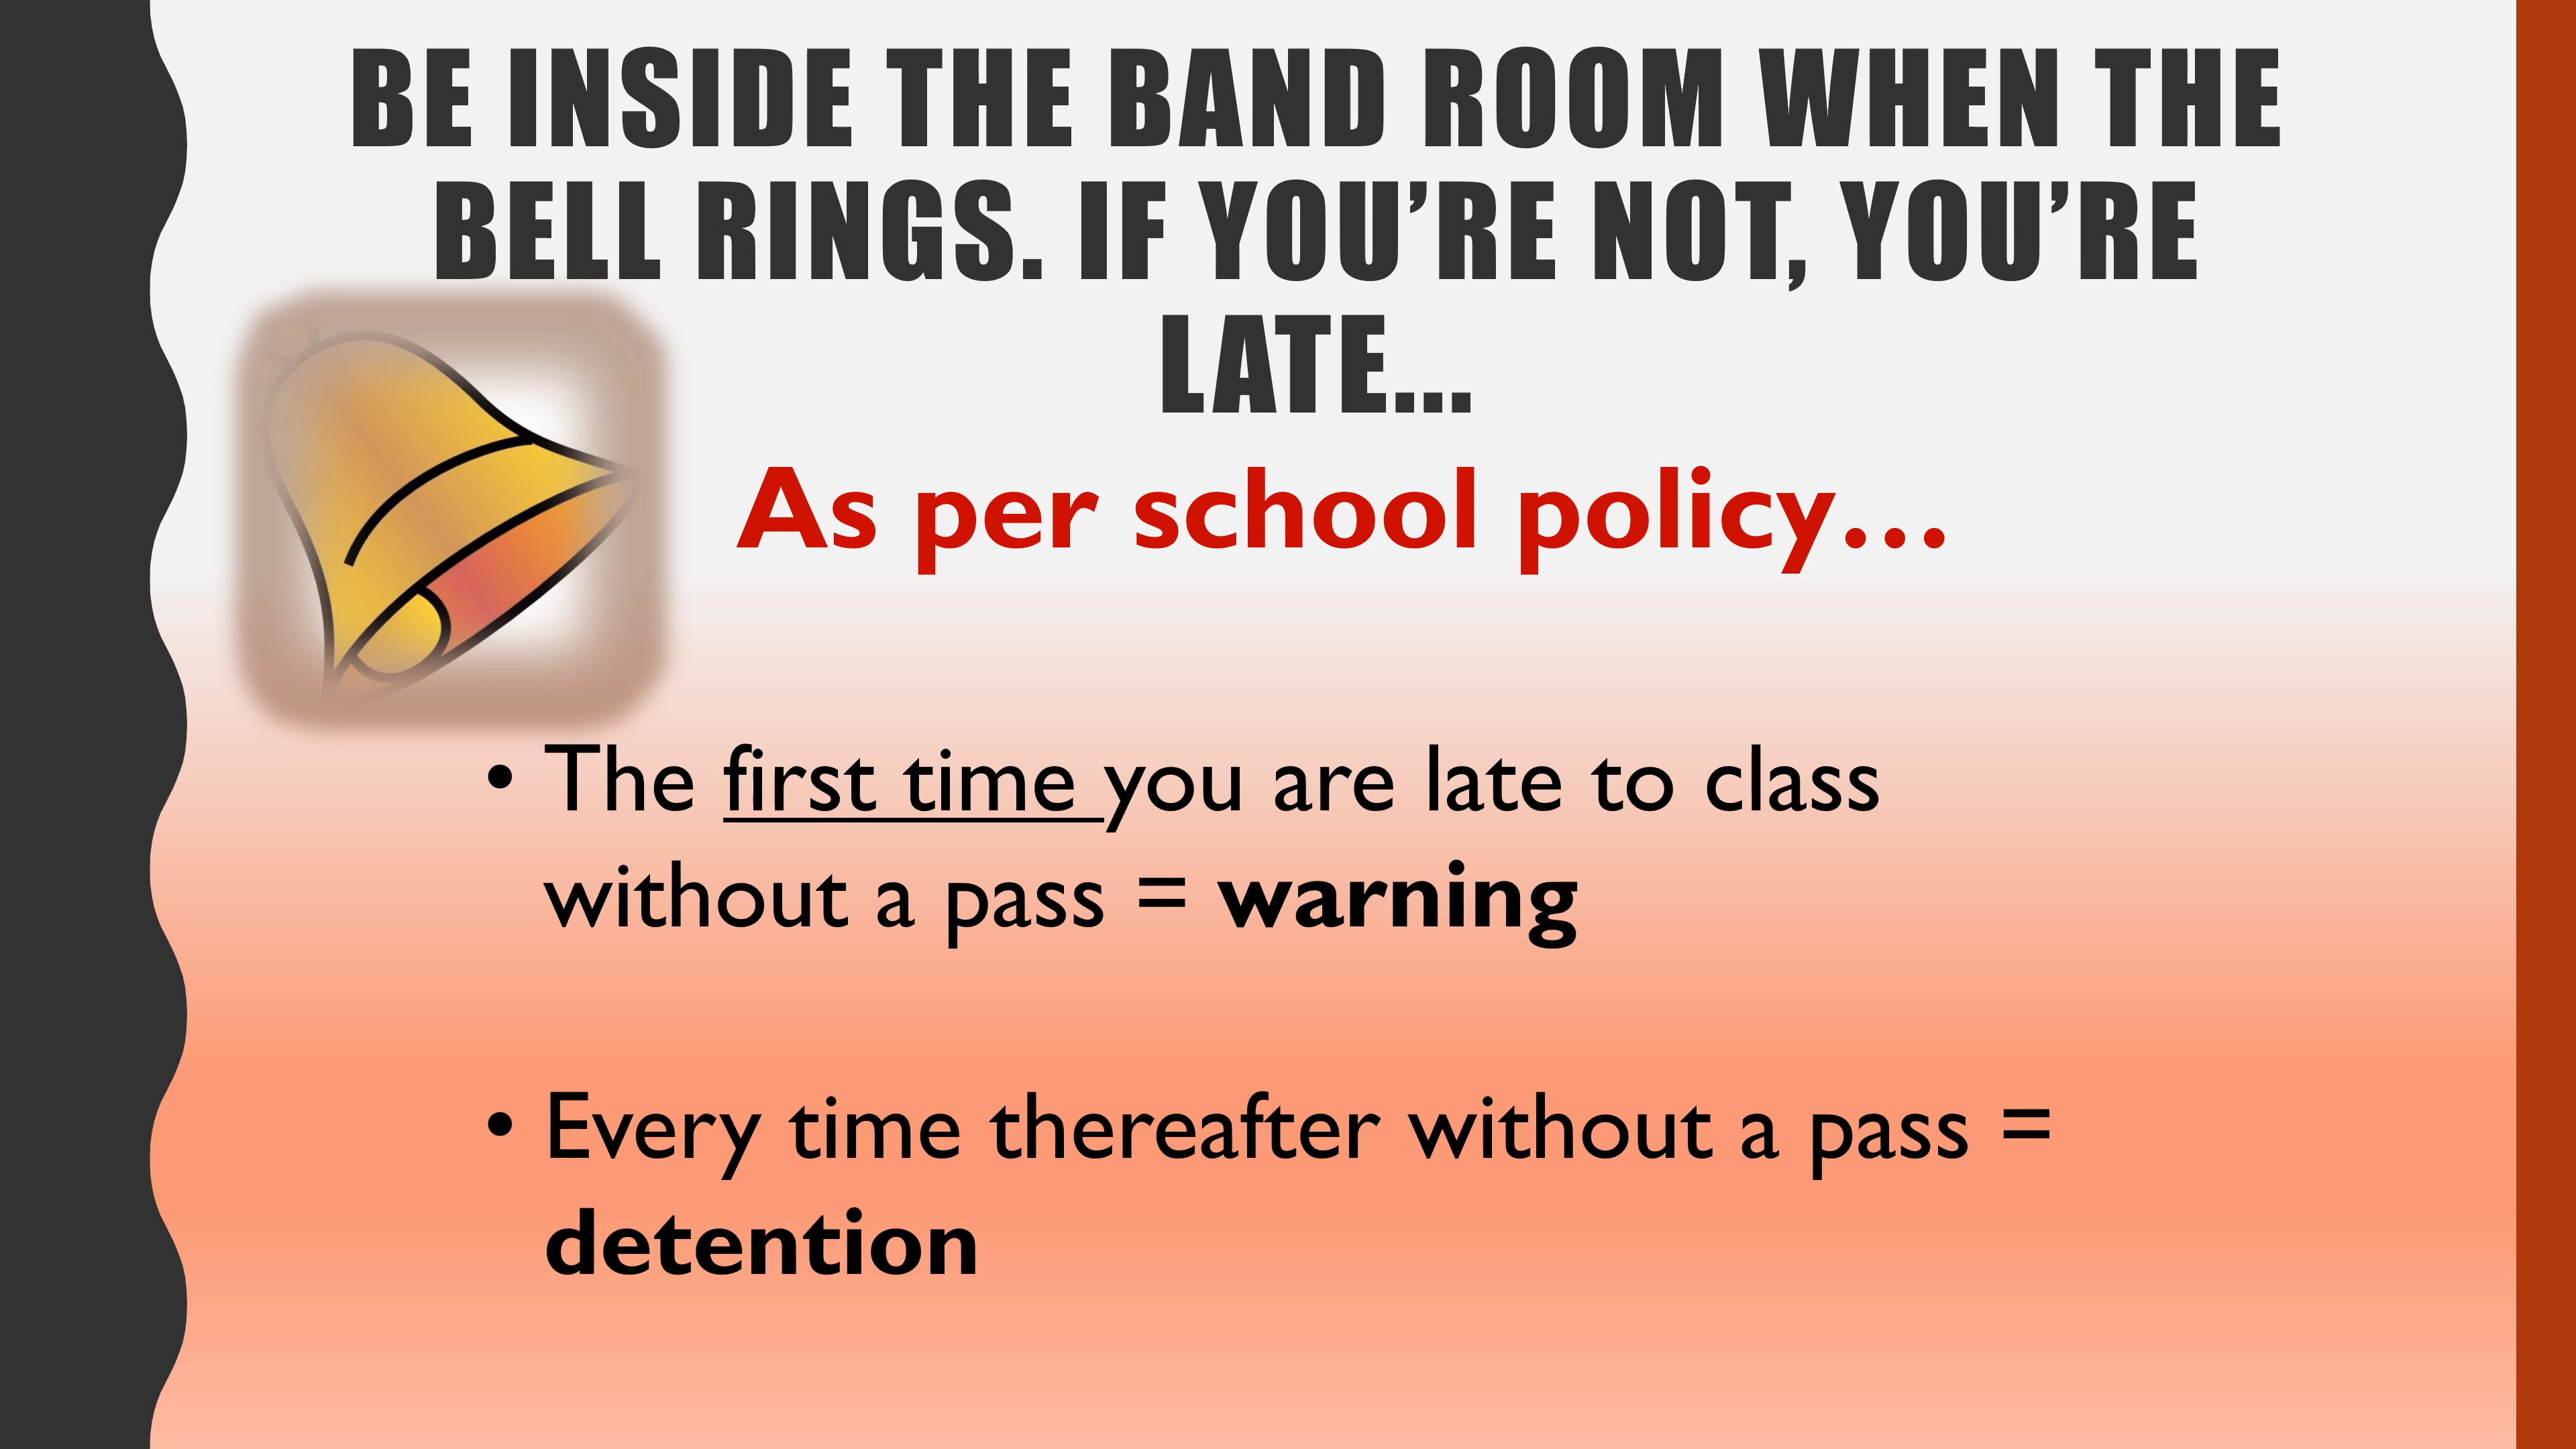 BE INSIDE THE BAND ROOM WHEN THE
BELL RINGS. IF YOU’RE NOT, YOU’RE
LATE…
As per school policy…
• The first time you are late to class
without a pass = warning
• Every time thereafter without a pass =
detention